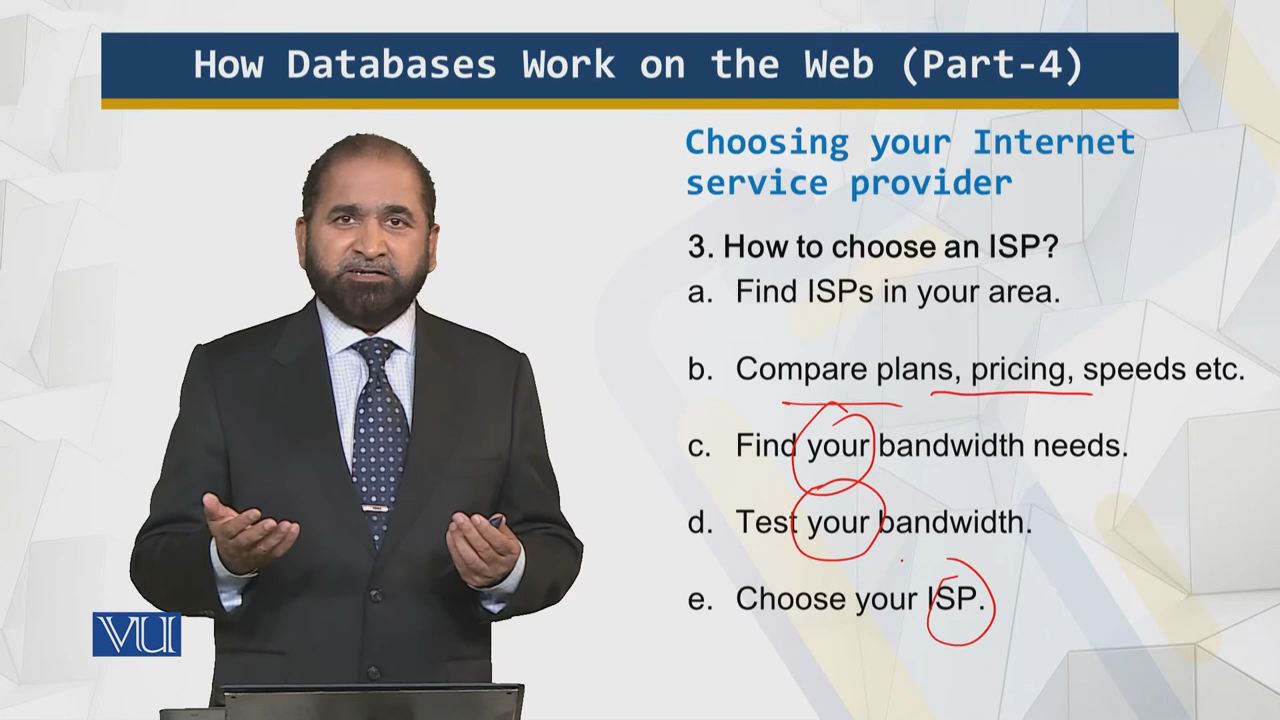 How Databases Work on the Web (Part-4)
Choosing your Internet
service provider
3. How to choose an ISP?
a. Find ISPs in your area.
b. Compare plans, pricing, speeds etc.
c. Find your bandwidth needs.
d. Test your bandwidth.
e. Choose your ISP.
VU